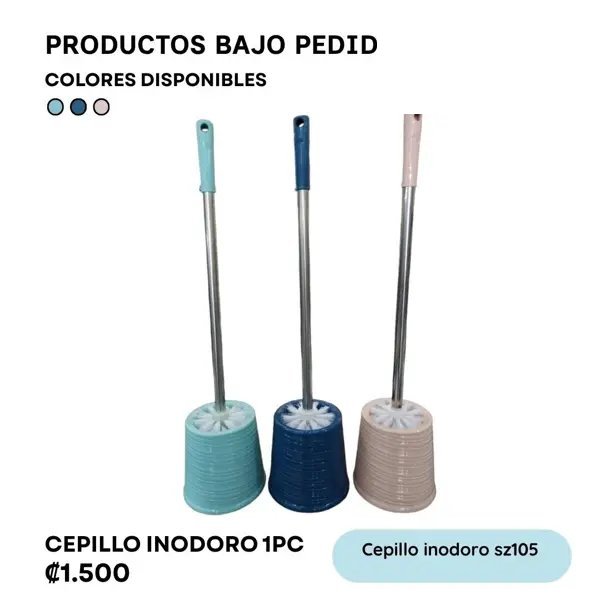 PRODUCTOS BAJO PEDID
COLORES DISPONIBLES
CEPILLO INODORO 1PC
₡1.500
Cepillo inodoro sz105